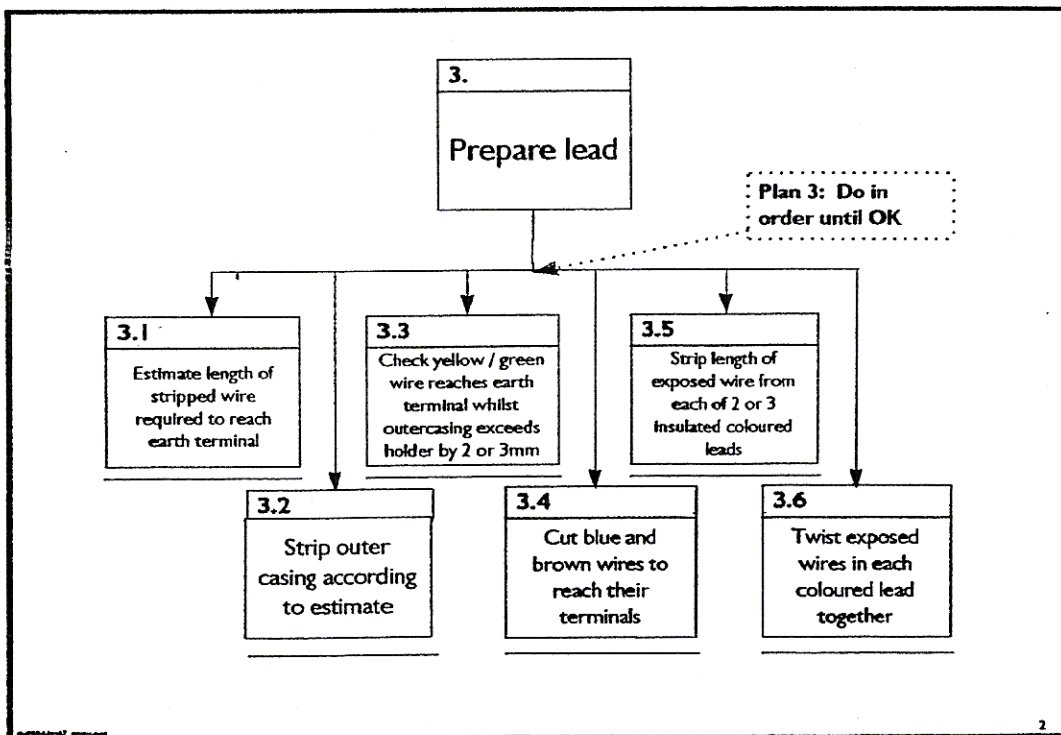 3.
Prepare lead
Plan 3: Do in
order until OK
3.1
Estimate length of
stripped wire
required to reach
earth terminal
3.2
Strip outer
casing according
to estimate
3.3
Check yellow / green
wire reaches earth
terminal whilst
outercasing exceeds
holder by 2 or 3mm
3.4
Cut blue and
brown wires to
reach their
terminals
3.5
Strip length of
exposed wire from
each of 2 or 3
insulated coloured
leads
3.6
Twist exposed
wires in each
coloured lead
together
2